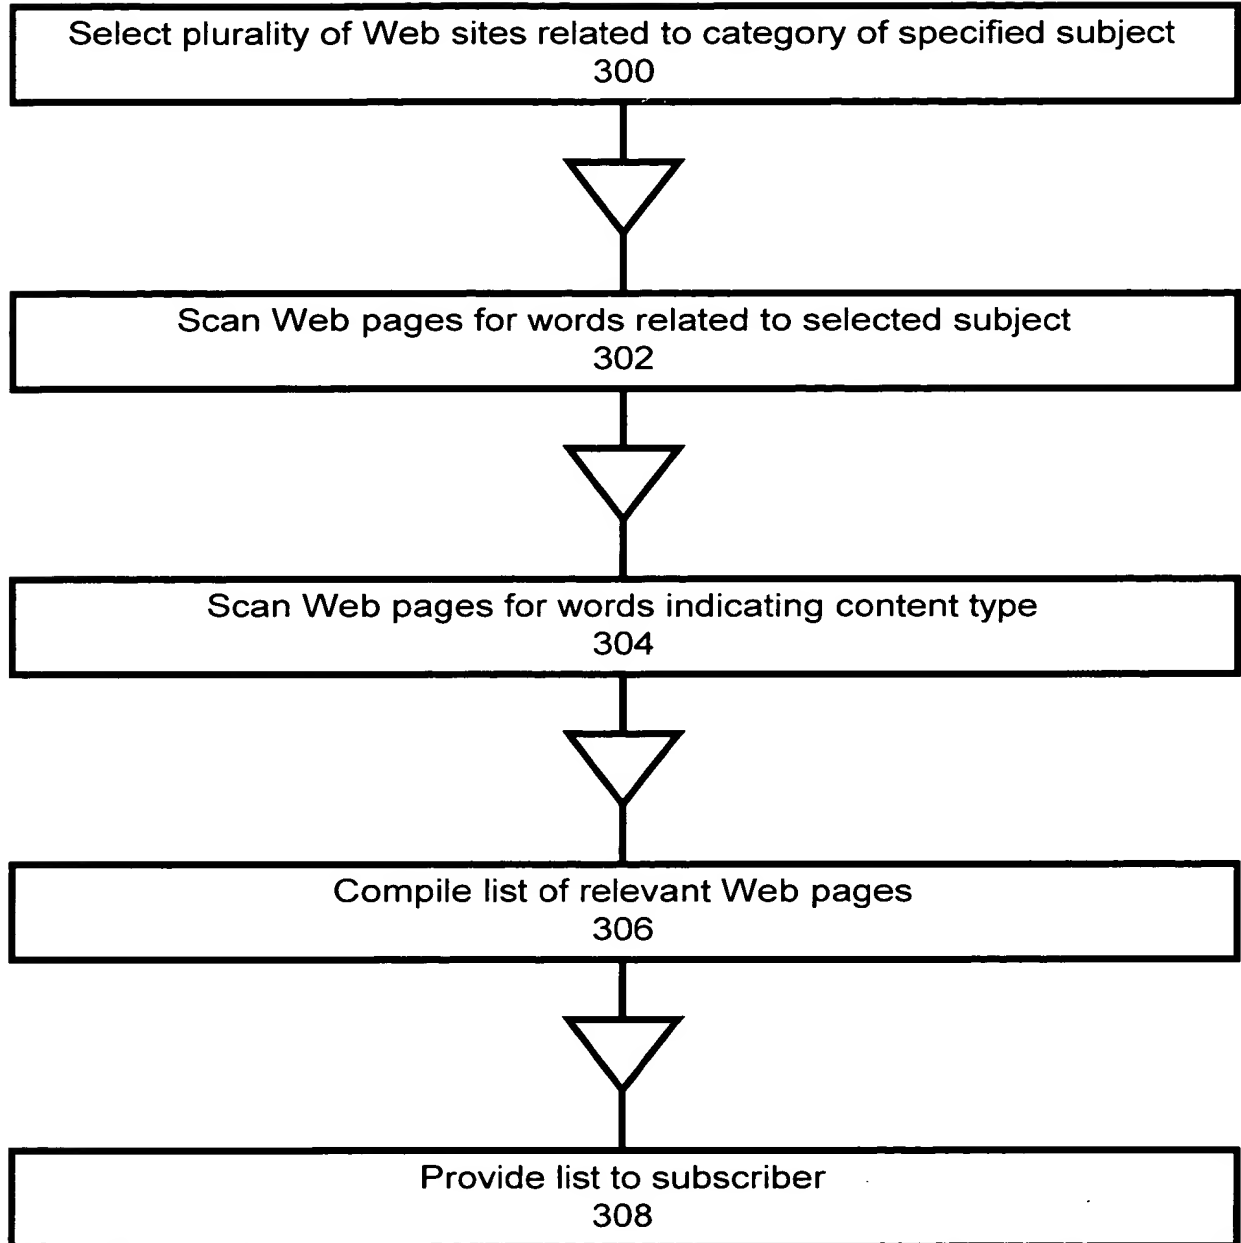 Select plurality of Web sites related to category of specified subject
300
Scan Web pages for words related to selected subject
302
Scan Web pages for words indicating content type
304
Compile list of relevant Web pages
306
Provide list to subscriber
308